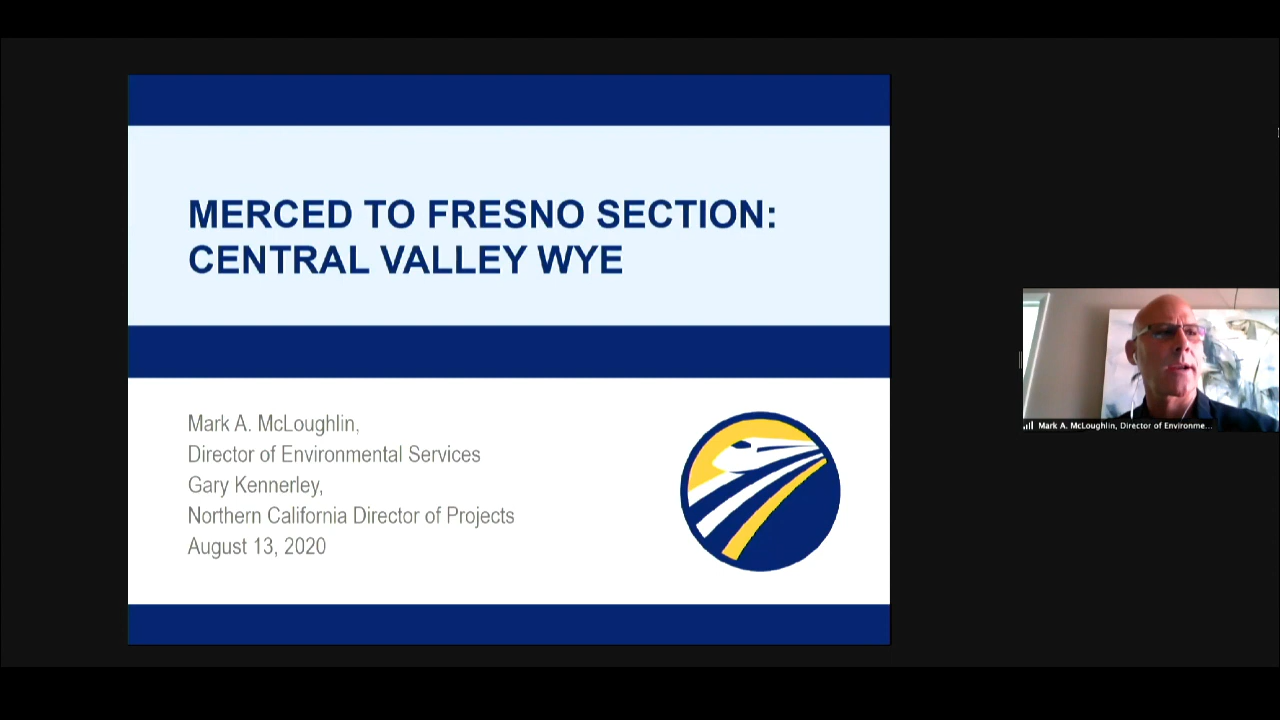 MERCED TO FRESNO SECTION:
CENTRAL VALLEY WYE
Mark A. McLoughlin,
Director of Environmental Services
Gary Kennerley,
Northern California Director of Projects
August 13, 2020
Mark A. McLoughlin, Director of Environme...